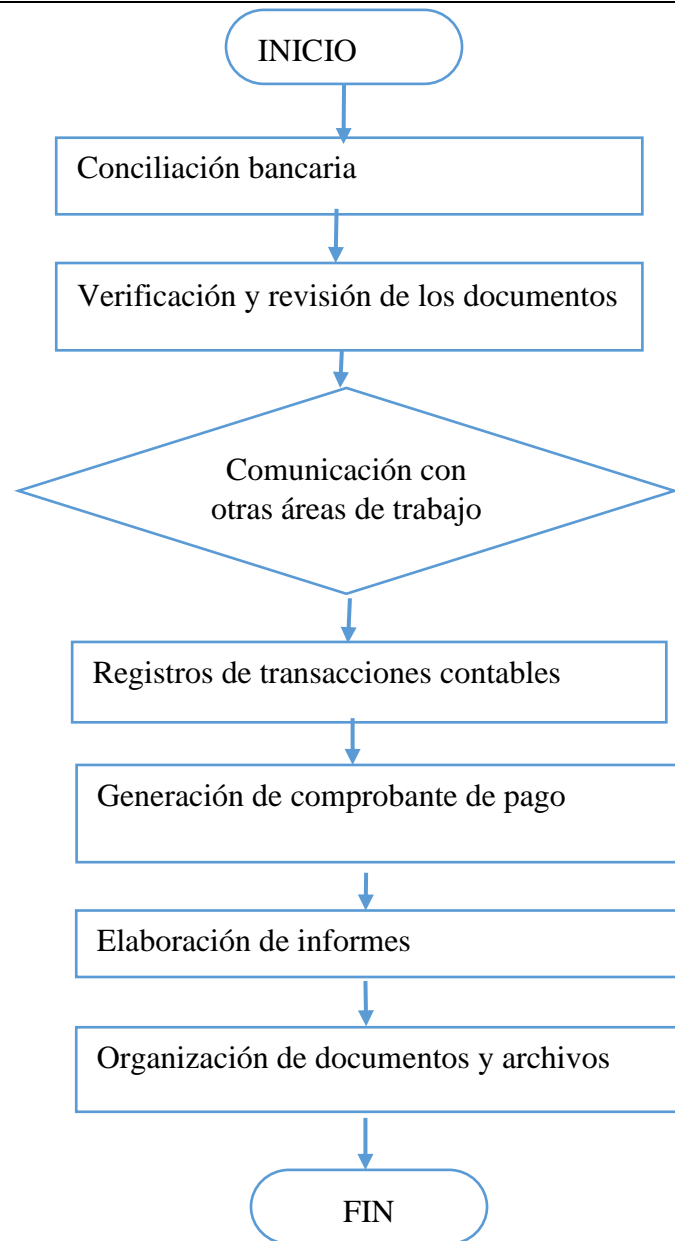 INICIO
Conciliación bancaria
Verificación y revisión de los documentos
Comunicación con
otras áreas de trabajo
Registros de transacciones contables
Generación de comprobante de pago
Elaboración de informes
Organización de documentos y archivos
FIN